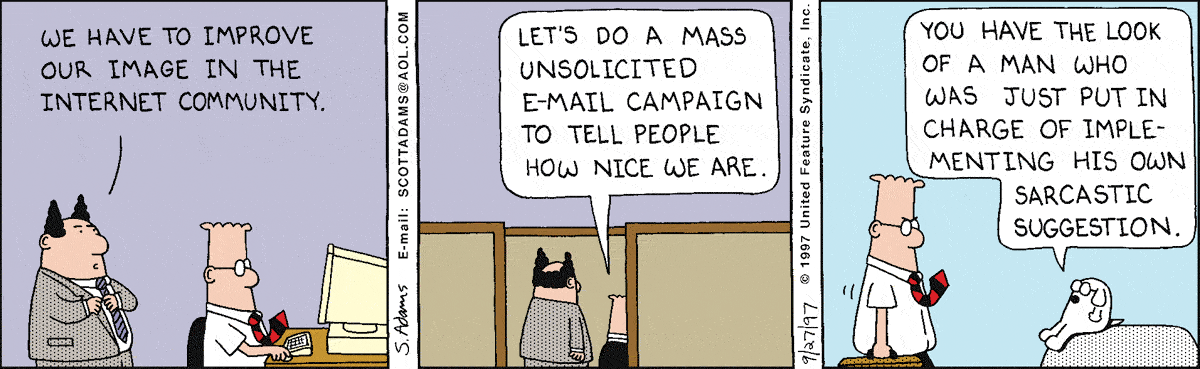 WE HAVE TO IMPROVE
OUR IMAGE IN THE
INTERNET COMMUNITY.
S. Adams E-mail: SCOTTADAMS@AOL.COM
LET'S DO A MASS
UNSOLICITED
E-MAIL CAMPAIGN
TO TELL PEOPLE
HOW NICE WE ARE.
9/27/97 © 1997 United Feature Syndicate, Inc.
YOU HAVE THE LOOK
OF A MAN WHO
WAS JUST PUT IN
CHARGE OF IMPLE-
MENTING HIS OWN
SARCASTIC
SUGGESTION.